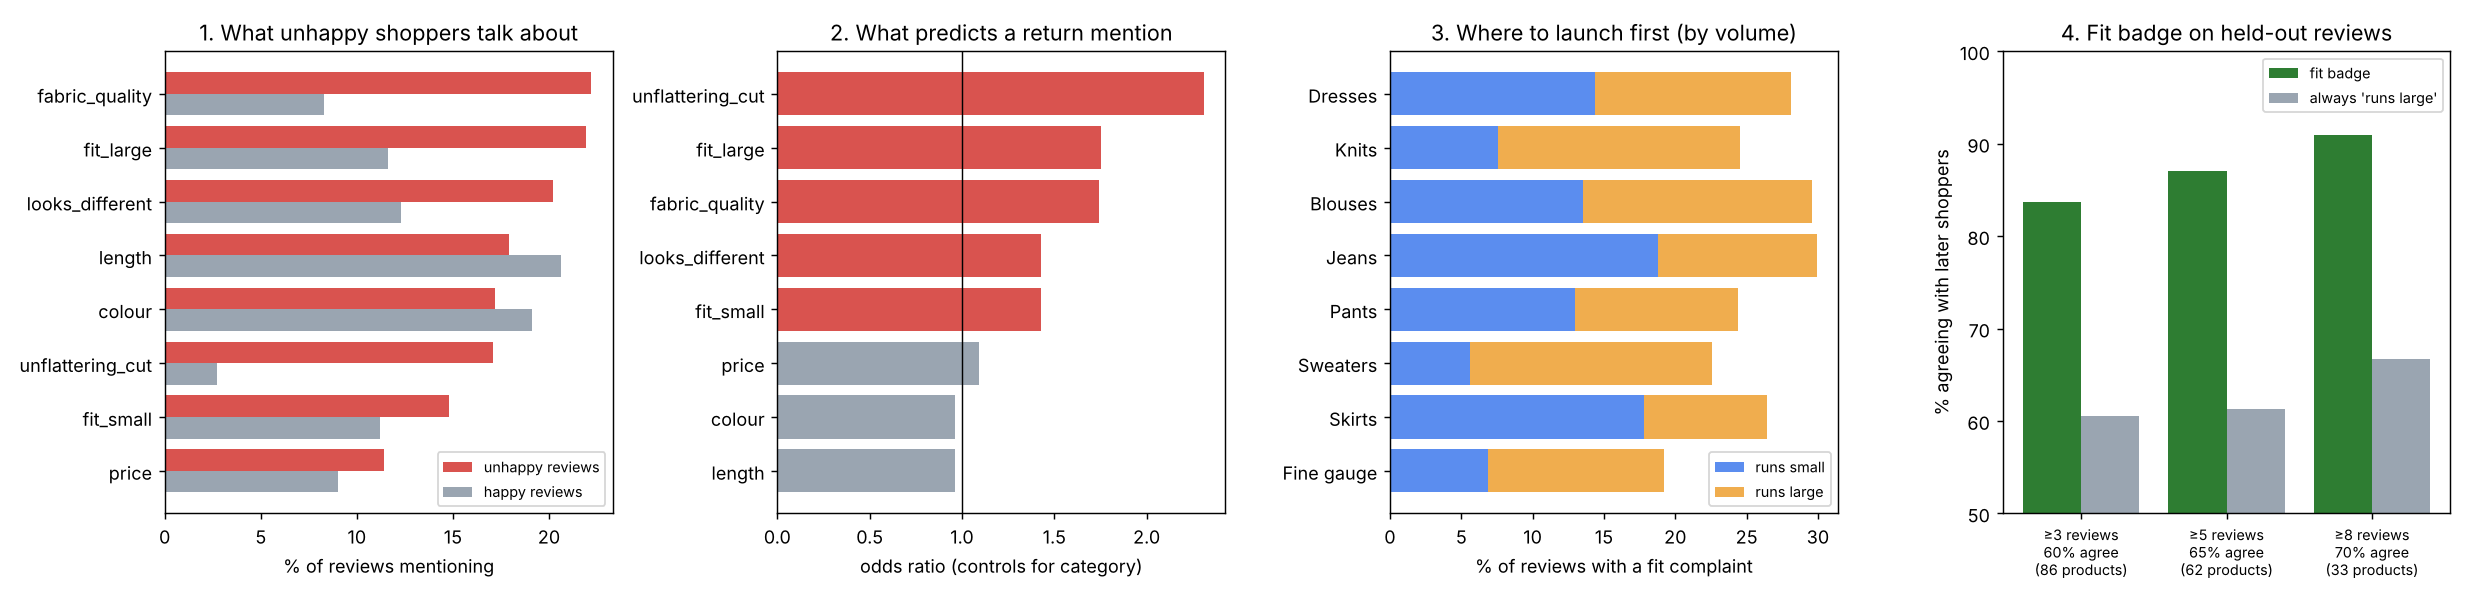 1. What unhappy shoppers talk about
fabric_quality
fit_large
looks_different
length
colour
unflattering_cut
fit_small
price
unhappy reviews
happy reviews
0 5 10 15 20
% of reviews mentioning
2. What predicts a return mention
unflattering_cut
fit_large
fabric_quality
looks_different
fit_small
price
colour
length
0.0 0.5 1.0 1.5 2.0
odds ratio (controls for category)
3. Where to launch first (by volume)
Dresses
Knits
Blouses
Jeans
Pants
Sweaters
Skirts
Fine gauge
runs small
runs large
0 5 10 15 20 25 30
% of reviews with a fit complaint
4. Fit badge on held-out reviews
fit badge
always 'runs large'
% agreeing with later shoppers
100
90
80
70
60
50
≥3 reviews
60% agree
(86 products)
≥5 reviews
65% agree
(62 products)
≥8 reviews
70% agree
(33 products)